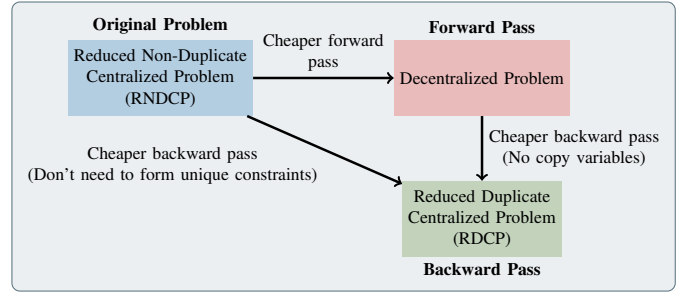 Original Problem
Reduced Non-Duplicate
Centralized Problem
(RNDCP)
Cheaper forward
pass
Forward Pass
Decentralized Problem
Cheaper backward pass
(Don't need to form unique constraints)
Cheaper backward pass
(No copy variables)
Reduced Duplicate
Centralized Problem
(RDCP)
Backward Pass